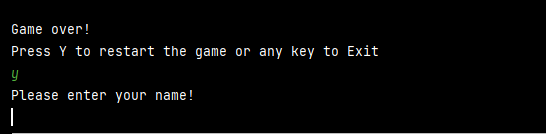 Game over!
Press Y to restart the game or any key to Exit
y
Please enter your name!